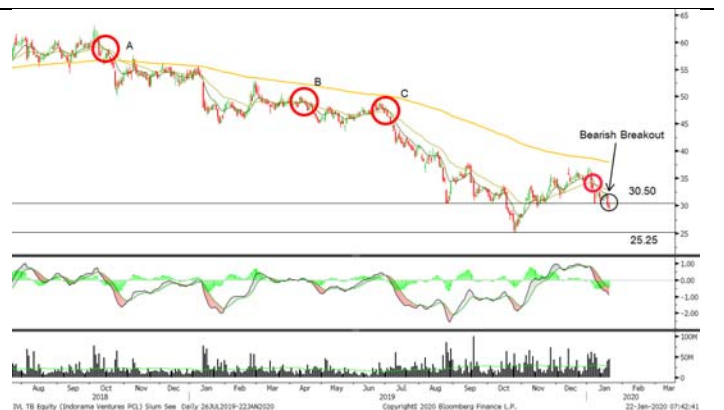 65
60
A
55
B
50
C
45
40
Bearish Breakout
35
30.50
30
25
25.25
1.00
0.00
-1.00
-2.00
100M
50M
0
Aug Sep Oct Nov Dec Jan Feb Mar Apr May Jun Jul Aug Sep Oct Nov Dec Jan Feb Mar
2018 2019 2020
IVL TB Equity (Indorama Ventures PCL) Sium See Daily 26JUL2019-22JAN2020 Copyright© 2020 Bloomberg Finance L.P. 22-Jan-2020 07:42:41